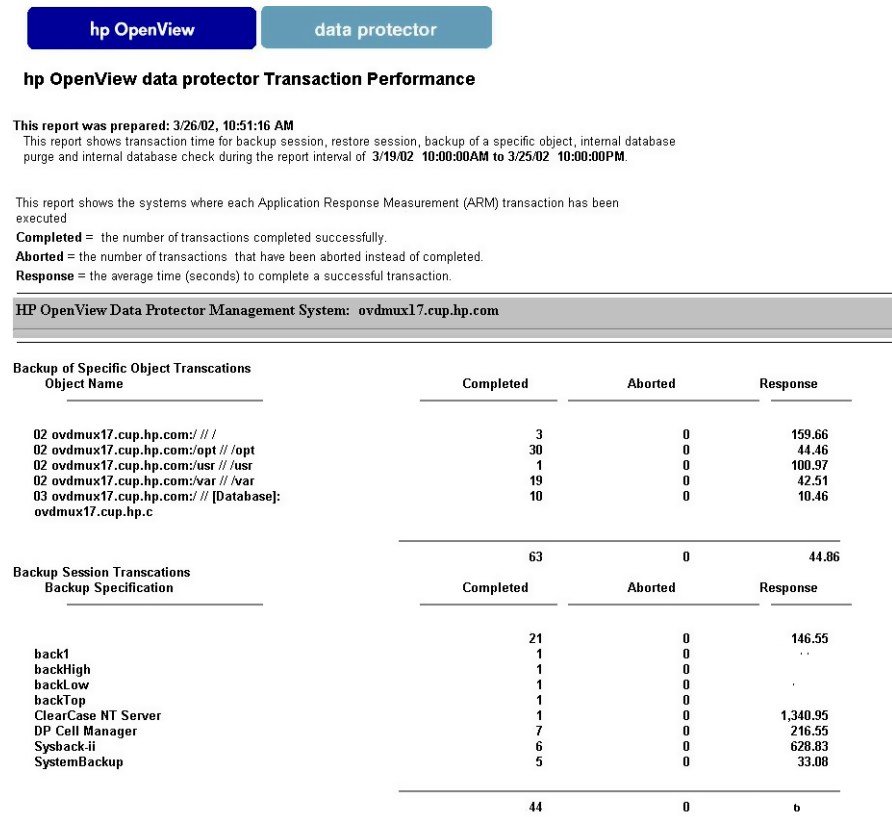 hp OpenView
data protector
hp OpenView data protector Transaction Performance
This report was prepared: 3/26/02, 10:51:16 AM
This report shows transaction time for backup session, restore session, backup of a specific object, internal database
purge and internal database check during the report interval of 3/19/02 10:00:00AM to 3/25/02 10:00:00PM.
This report shows the systems where each Application Response Measurement (ARM) transaction has been
executed
Completed = the number of transactions completed successfully.
Aborted = the number of transactions that have been aborted instead of completed.
Response = the average time (seconds) to complete a successful transaction.
HP OpenView Data Protector Management System: ovdmux17.cup.hp.com
Backup of Specific Object Transcations
Object Name Completed Aborted Response
02 ovdmux17.cup.hp.com:/ // / 3 0 159.66
02 ovdmux17.cup.hp.com:/opt // /opt 30 0 44.46
02 ovdmux17.cup.hp.com:/usr // /usr 1 0 100.97
02 ovdmux17.cup.hp.com:/var // /var 19 0 42.51
03 ovdmux17.cup.hp.com:/ // [Database]: 10 0 10.46
ovdmux17.cup.hp.c
63 0 44.86
Backup Session Transcations
Backup Specification Completed Aborted Response
21 0 146.55
back1 1 0
backHigh 1 0
backLow 1 0
backTop 1 0
ClearCase NT Server 1 0 1,340.95
DP Cell Manager 7 0 216.55
Sysback-ii 6 0 628.83
SystemBackup 5 0 33.08
44 0